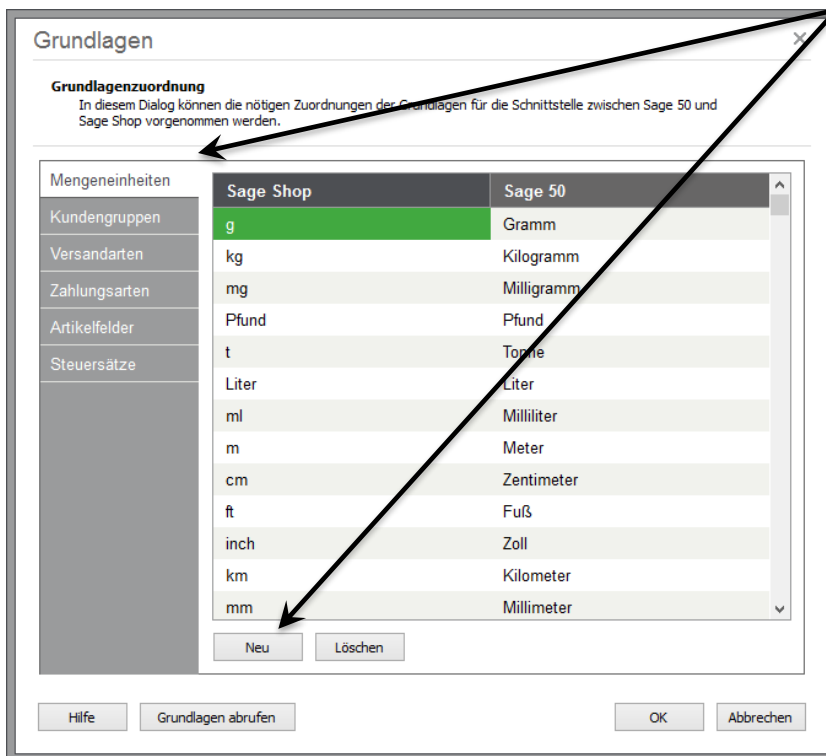 Grundlagen
Grundlagenzuordnung
In diesem Dialog können die nötigen Zuordnungen der Grundlagen für die Schnittstelle zwischen Sage 50 und
Sage Shop vorgenommen werden.
Mengeneinheiten
Kundengruppen
Versandarten
Zahlungsarten
Artikelfelder
Steuersätze
Sage Shop Sage 50
g Gramm
kg Kilogramm
mg Milligramm
Pfund Pfund
t Tonne
Liter Liter
ml Milliliter
m Meter
cm Zentimeter
ft Fuß
inch Zoll
km Kilometer
mm Millimeter
Neu Löschen
Hilfe Grundlagen abrufen OK Abbrechen